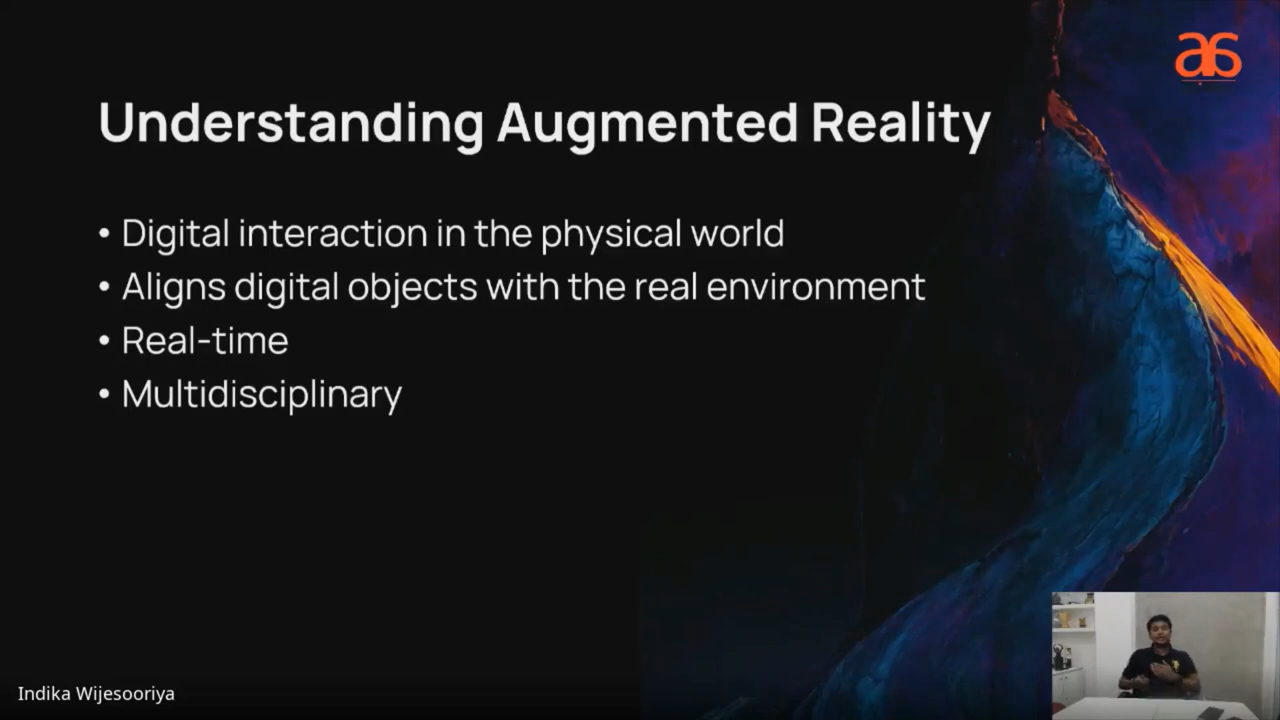 Understanding Augmented Reality
• Digital interaction in the physical world
• Aligns digital objects with the real environment
• Real-time
• Multidisciplinary
Indika Wijesooriya